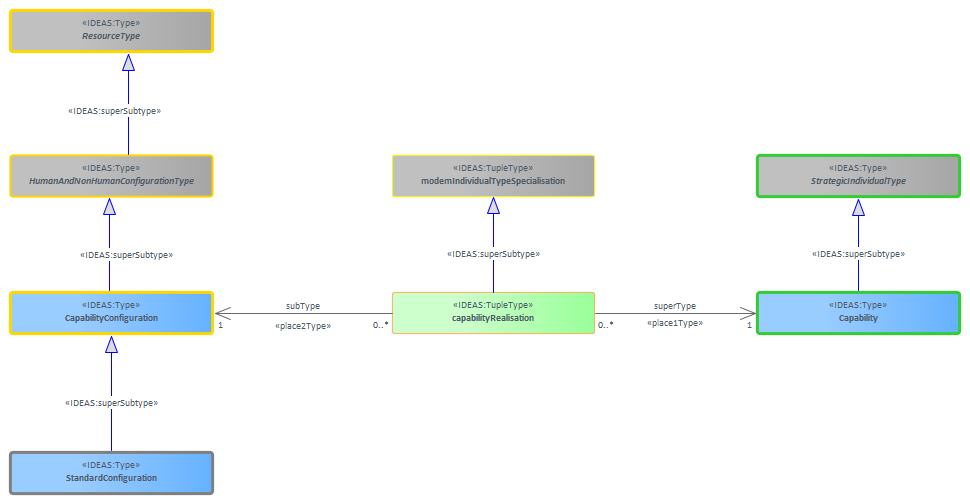 «IDEAS:Type»
ResourceType
«IDEAS:superSubtype»
«IDEAS:Type»
HumanAndNonHumanConfigurationType
«IDEAS:TupleType»
modemIndividualTypeSpecialisation
«IDEAS:Type»
StrategicIndividualType
«IDEAS:superSubtype»
«IDEAS:superSubtype»
«IDEAS:superSubtype»
«IDEAS:Type»
CapabilityConfiguration
subType
«place2Type»
1
0..*
«IDEAS:TupleType»
capabilityRealisation
superType
«place1Type»
0..*
1
«IDEAS:Type»
Capability
«IDEAS:superSubtype»
«IDEAS:Type»
StandardConfiguration